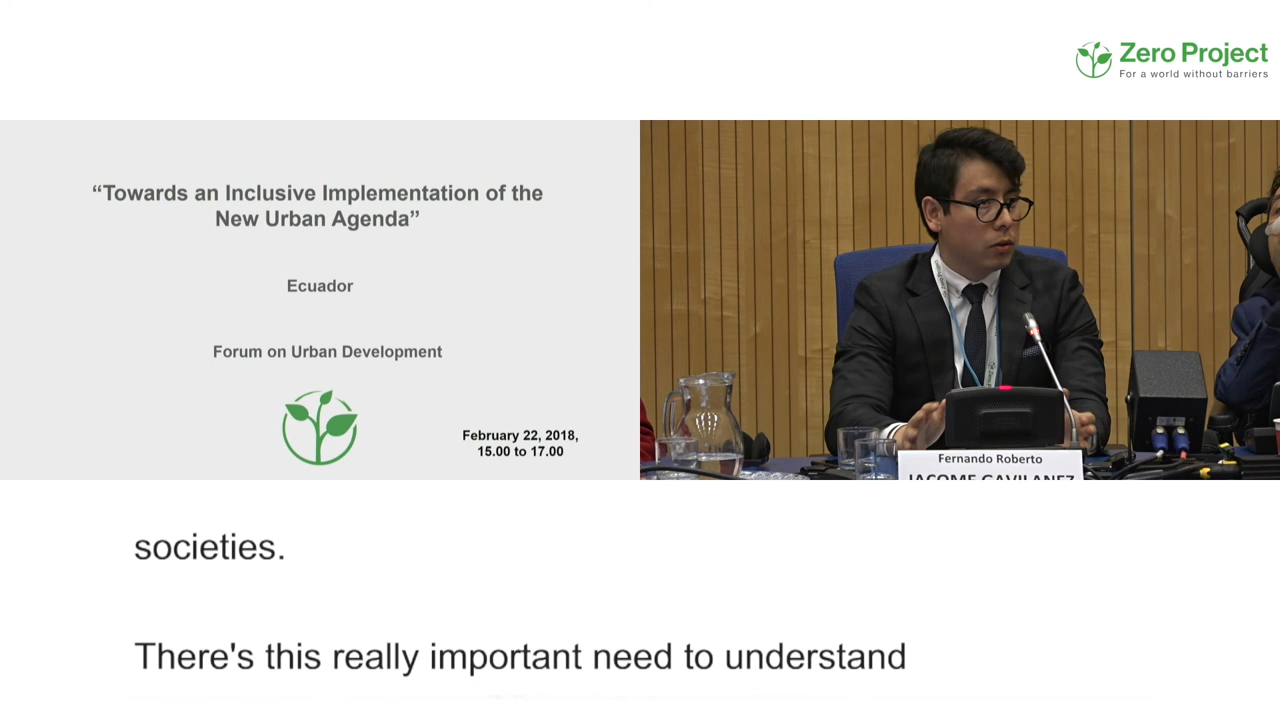 Zero Project
For a world without barriers
“Towards an Inclusive Implementation of the
New Urban Agenda”
Ecuador
Forum on Urban Development
February 22, 2018,
15.00 to 17.00
Fernando Roberto
JACOME GAVILANEZ
societies.
There's this really important need to understand